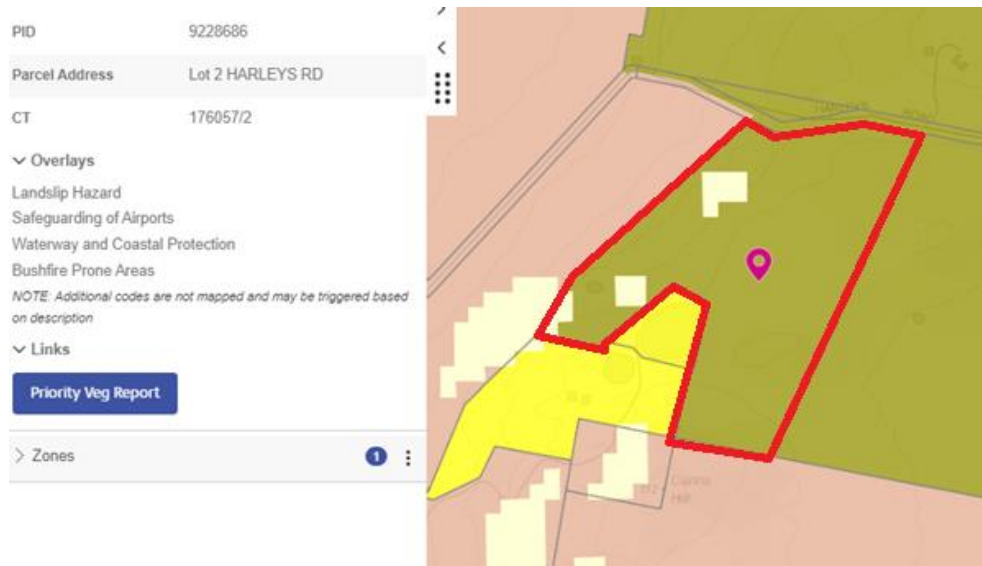 PID 9228686
Parcel Address Lot 2 HARLEYS RD
CT 176057/2
Overlays
Landslip Hazard
Safeguarding of Airports
Waterway and Coastal Protection
Bushfire Prone Areas
NOTE: Additional codes are not mapped and may be triggered based
on description
Links
Priority Veg Report
Zones 1
ROAD
Hill